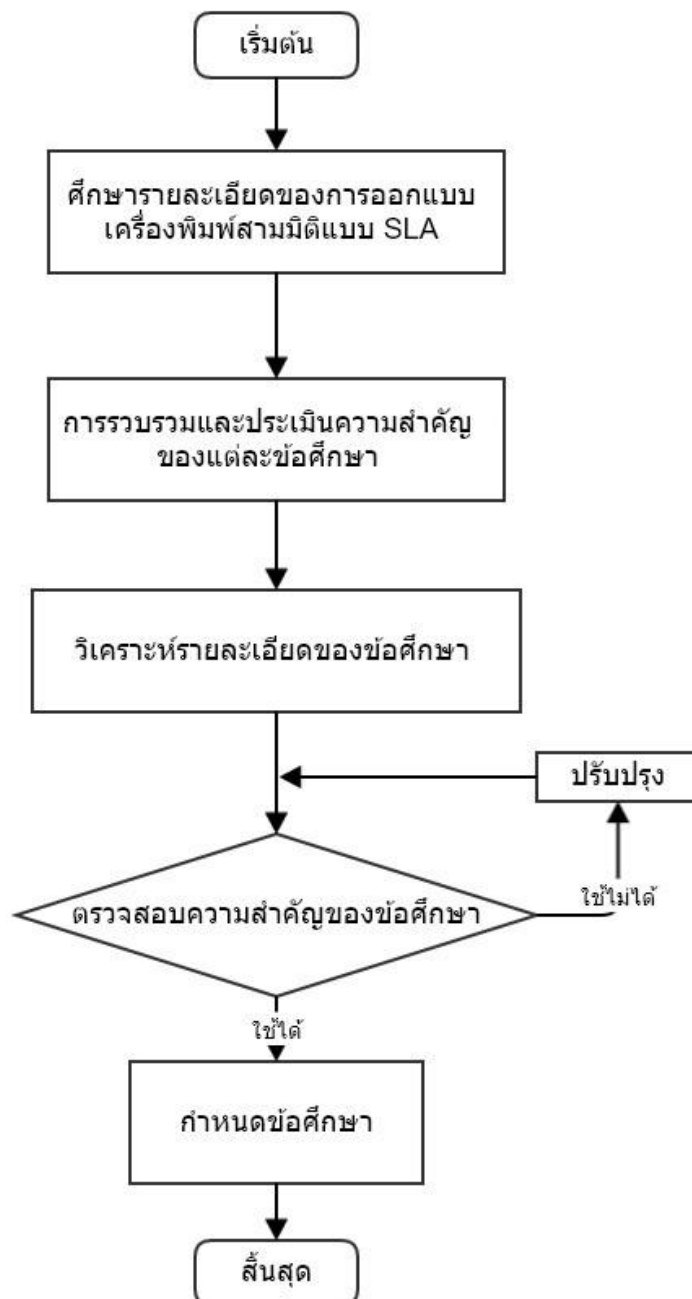 เริ่มต้น
ศึกษารายละเอียดของการออกแบบ
เครื่องพิมพ์สามมิติแบบ SLA
การรวบรวมและประเมินความสำคัญ
ของแต่ละข้อศึกษา
วิเคราะห์รายละเอียดของข้อศึกษา
ปรับปรุง
ใช้ไม่ได้
ตรวจสอบความสำคัญของข้อศึกษา
ใช้ได้
กำหนดข้อศึกษา
สิ้นสุด